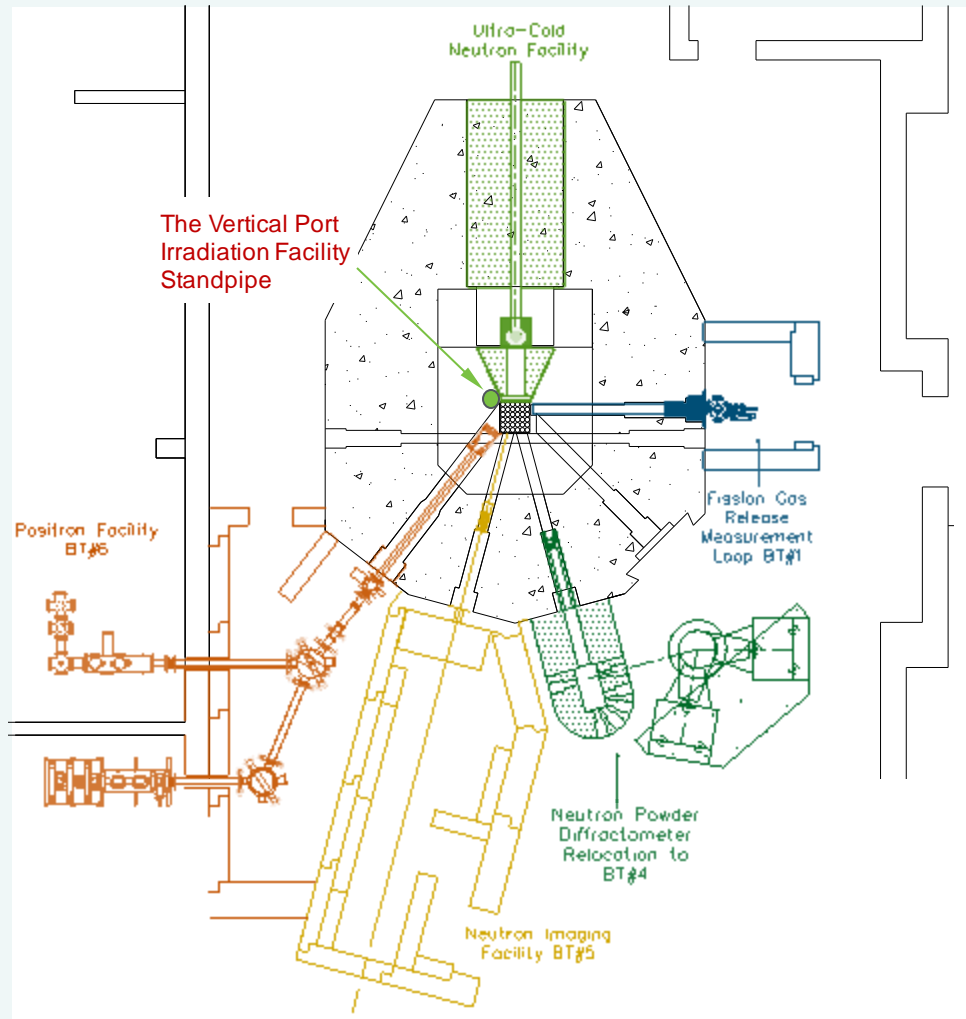 Ultra-Cold
Neutron Facility
The Vertical Port
Irradiation Facility
Standpipe
Fission Gas
Release
Measurement
Loop BT#1
Positron Facility
BT#6
Neutron Powder
Diffractometer
Relocation to
BT#4
Neutron Imaging
Facility BT#5